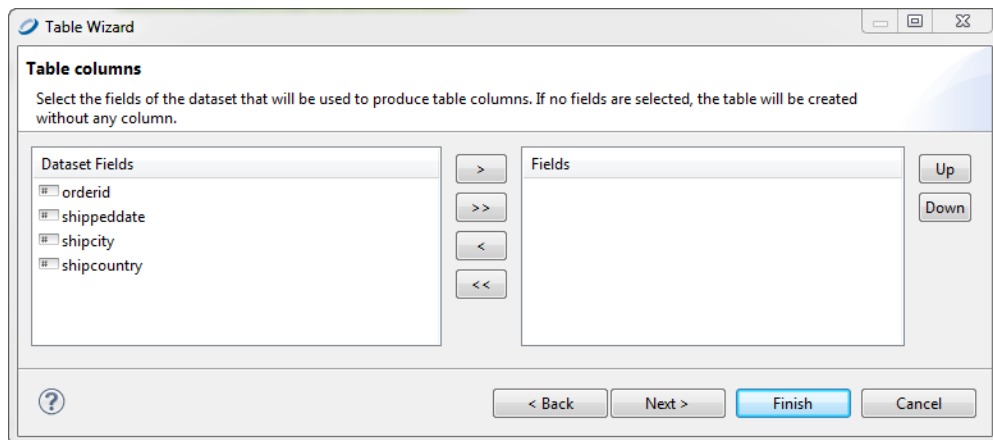 Table Wizard
Table columns
Select the fields of the dataset that will be used to produce table columns. If no fields are selected, the table will be created
without any column.
Dataset Fields
orderid
shippeddate
shipcity
shipcountry
>
>>
<
<<
Fields
Up
Down
?
< Back
Next >
Finish
Cancel